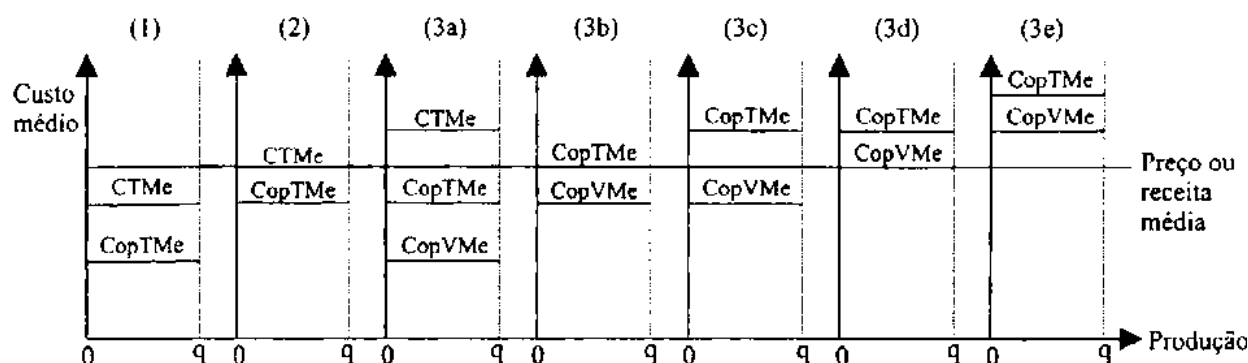 (1) (2) (3a) (3b) (3c) (3d) (3e)
Custo
médio
CTMe
CopTMe
CTMe
CopTMe
CTMe
CopTMe
CopVMe
CopTMe
CopVMe
CopTMe
CopVMe
CopTMe
CopVMe
CopTMe
CopVMe
Preço ou
receita
média
0 q 0 q 0 q 0 q 0 q 0 q 0 q
Produção